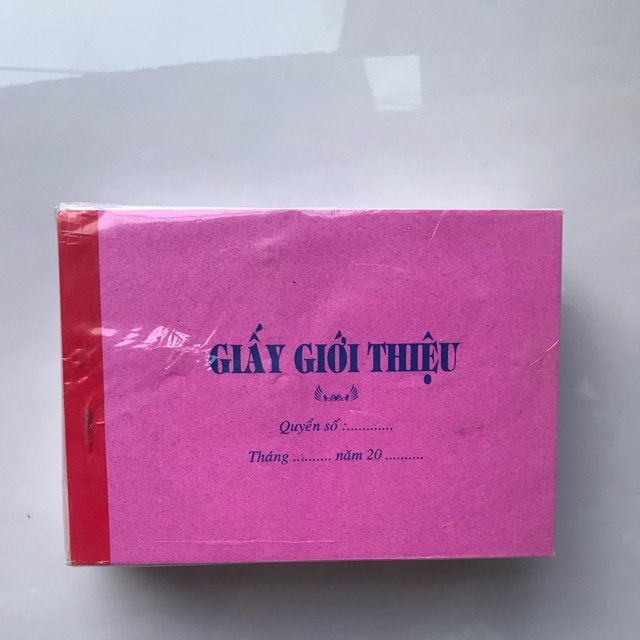 GIẤY GIỚI THIỆU
Quyển số :............
Tháng .......... năm 20 ..........